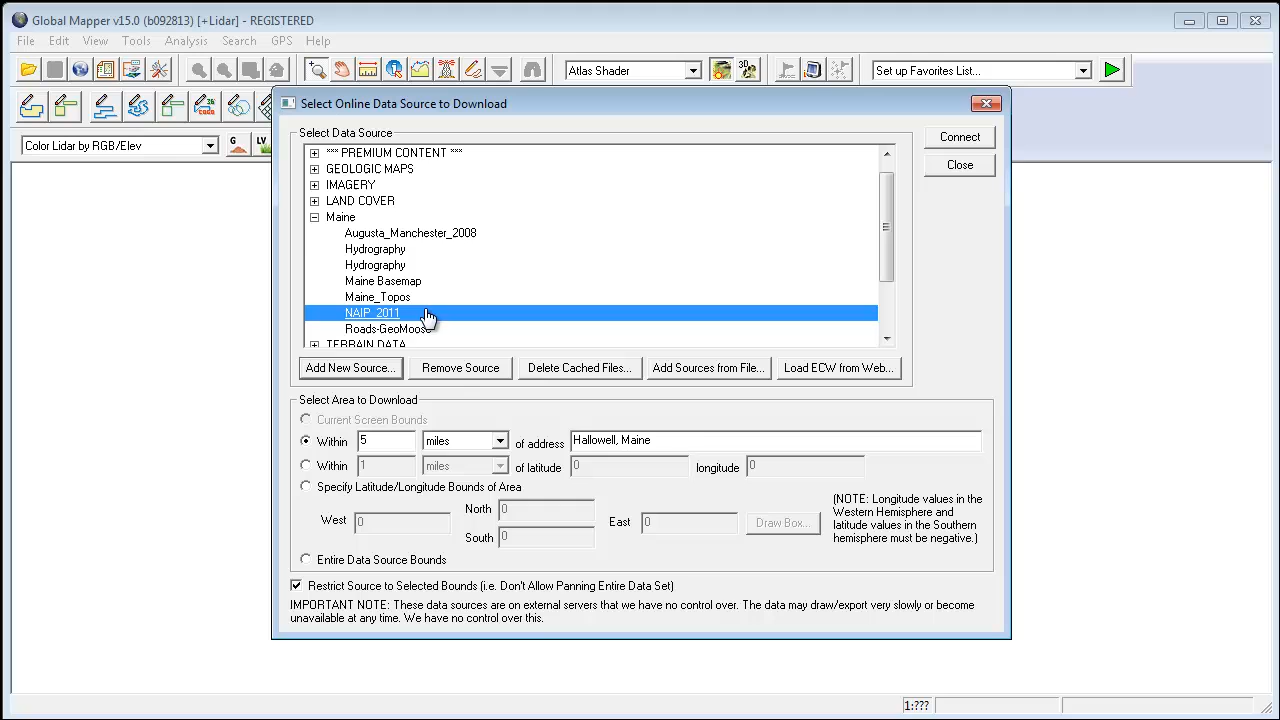 Global Mapper v15.0 (b092813) [+Lidar] - REGISTERED
File Edit View Tools Analysis Search GPS Help
Atlas Shader
3D
Set up Favorites List...
Color Lidar by RGB/Elev
G
LV
Select Online Data Source to Download
Select Data Source
*** PREMIUM CONTENT ***
GEOLOGIC MAPS
IMAGERY
LAND COVER
Maine
Augusta_Manchester_2008
Hydrography
Hydrography
Maine Basemap
Maine_Topos
NAIP_2011
Roads-GeoMoose
TERRAIN DATA
Connect
Close
Add New Source... Remove Source Delete Cached Files... Add Sources from File... Load ECW from Web...
Select Area to Download
Current Screen Bounds
Within 5 miles of address Hallowell, Maine
Within 1 miles of latitude 0 longitude 0
Specify Latitude/Longitude Bounds of Area
West 0 North 0 South 0 East 0 Draw Box...
(NOTE: Longitude values in the
Western Hemisphere and
latitude values in the Southern
hemisphere must be negative.)
Entire Data Source Bounds
Restrict Source to Selected Bounds (i.e. Don't Allow Panning Entire Data Set)
IMPORTANT NOTE: These data sources are on external servers that we have no control over. The data may draw/export very slowly or become
unavailable at any time. We have no control over this.
1:???